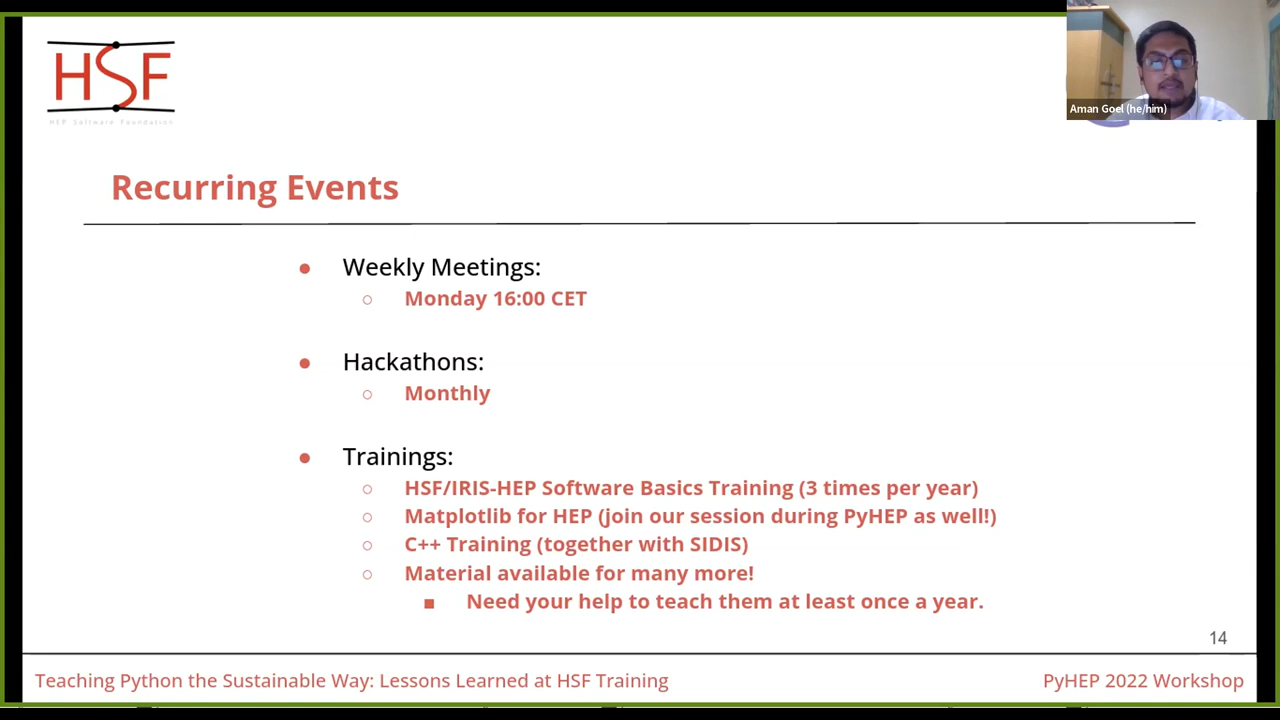 HSF
HEP Software Foundation
Aman Goel (he/him)
Recurring Events
● Weekly Meetings:
○ Monday 16:00 CET
● Hackathons:
○ Monthly
● Trainings:
○ HSF/IRIS-HEP Software Basics Training (3 times per year)
○ Matplotlib for HEP (join our session during PyHEP as well!)
○ C++ Training (together with SIDIS)
○ Material available for many more!
■ Need your help to teach them at least once a year.
14
Teaching Python the Sustainable Way: Lessons Learned at HSF Training
PyHEP 2022 Workshop